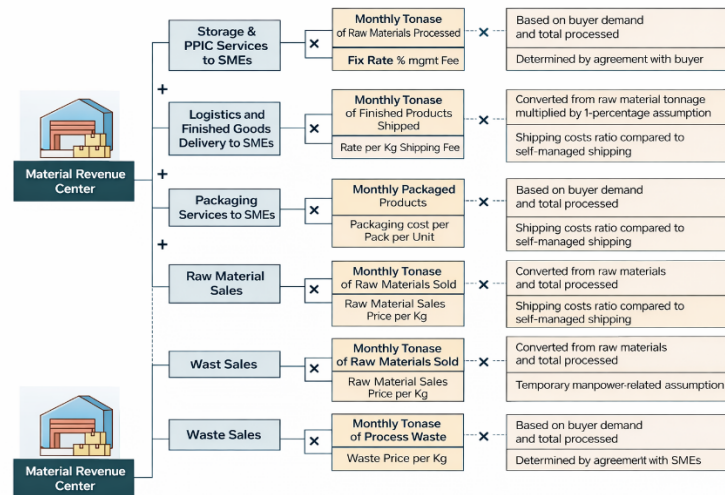 Storage &
PPIC Services
to SMEs
×
Monthly Tonase
of Raw Materials Processed
Fix Rate % mgmt Fee
×
Based on buyer demand
and total processed
Determined by agreement with buyer
+
Material Revenue
Center
Logistics and
Finished Goods
Delivery to SMEs
×
Monthly Tonase
of Finished Products
Shipped
Rate per Kg Shipping Fee
×
Converted from raw material tonnage
multiplied by 1-percentage assumption
Shipping costs ratio compared to
self-managed shipping
+
Packaging
Services to SMEs
×
Monthly Packaged
Products
Packaging cost per
Pack per Unit
×
Based on buyer demand
and total processed
Shipping costs ratio compared to
self-managed shipping
+
Raw Material
Sales
×
Monthly Tonase
of Raw Materials Sold
Raw Material Sales
Price per Kg
×
Converted from raw materials
and total processed
Shipping costs ratio compared to
self-managed shipping
Wast Sales
×
Monthly Tonase
of Raw Materials Sold
Raw Material Sales
Price per Kg
×
Converted from raw materials
and total processed
Temporary manpower-related assumption
Material Revenue
Center
Waste Sales
×
Monthly Tonase
of Process Waste
Waste Price per Kg
×
Based on buyer demand
and total processed
Determined by agreement with SMEs